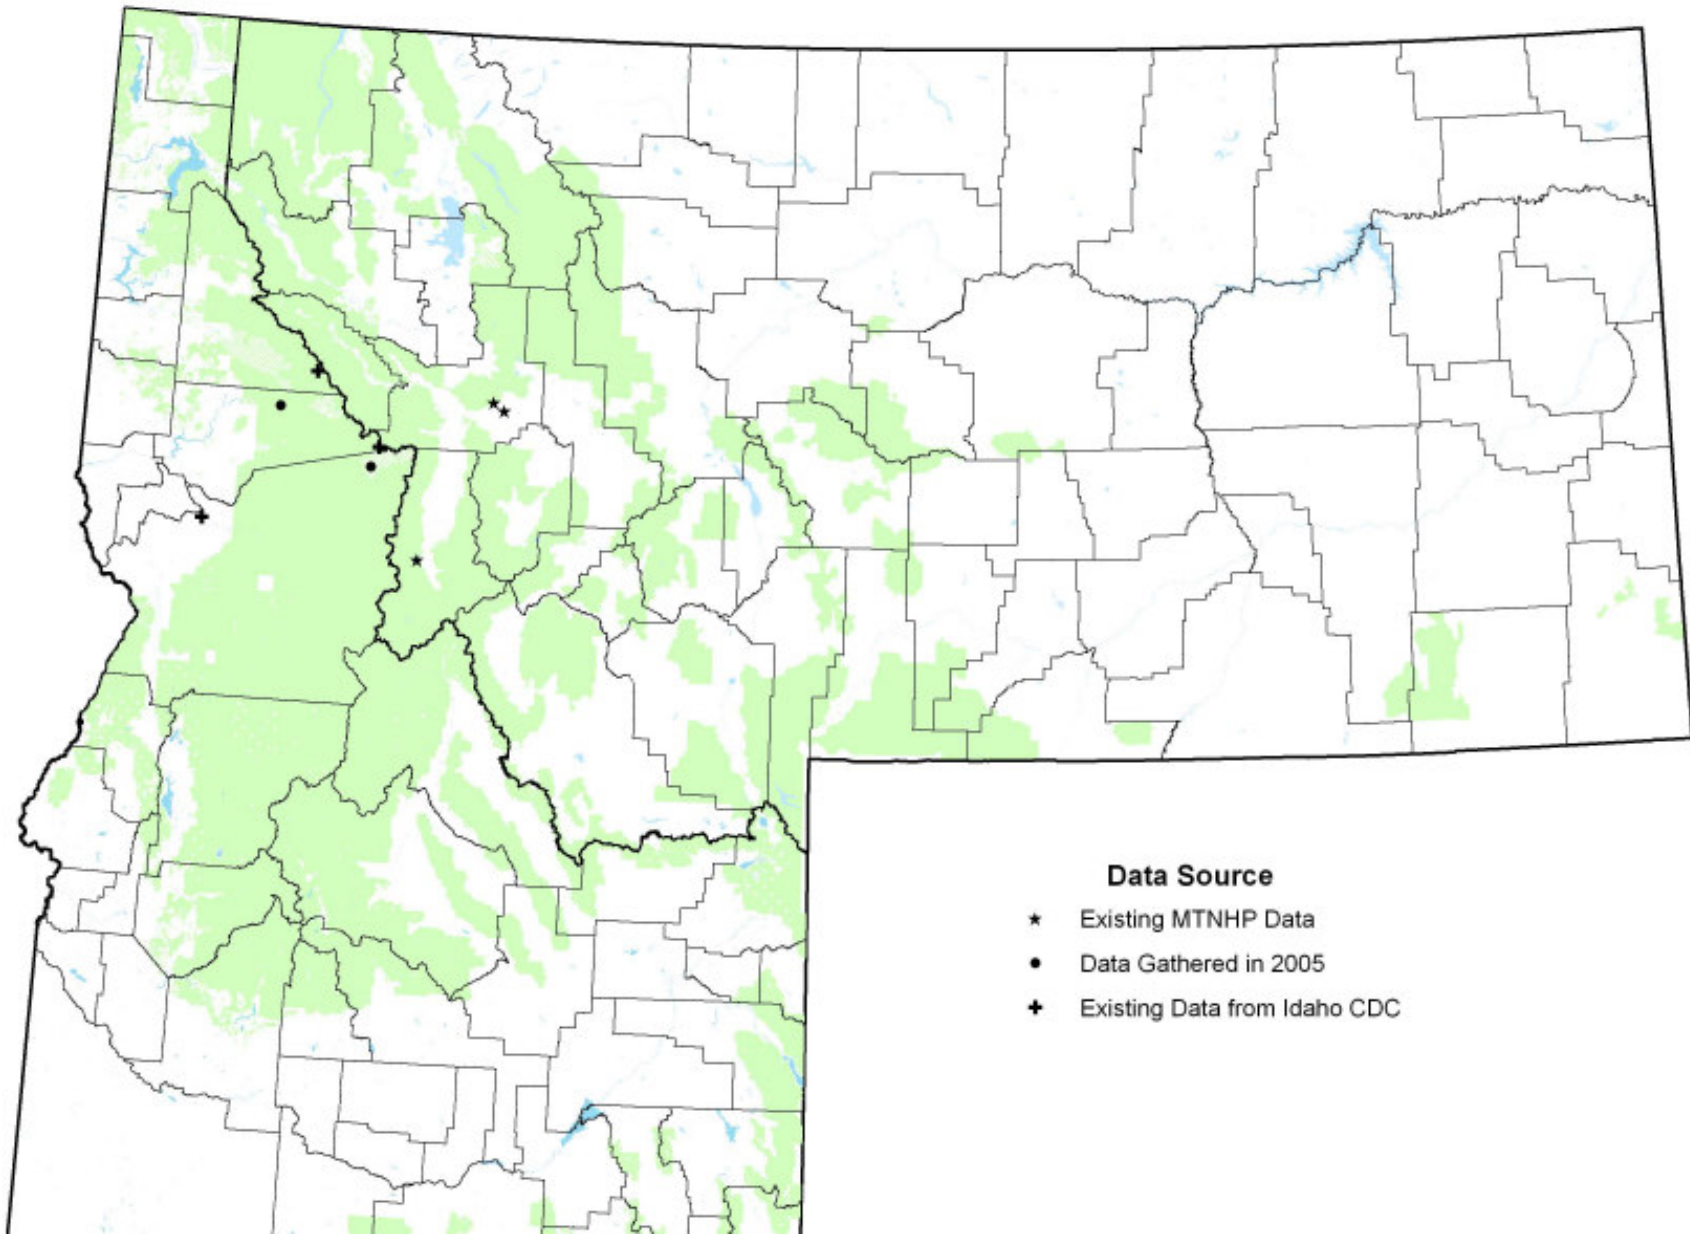 Data Source
Existing MTNHP Data
Data Gathered in 2005
Existing Data from Idaho CDC